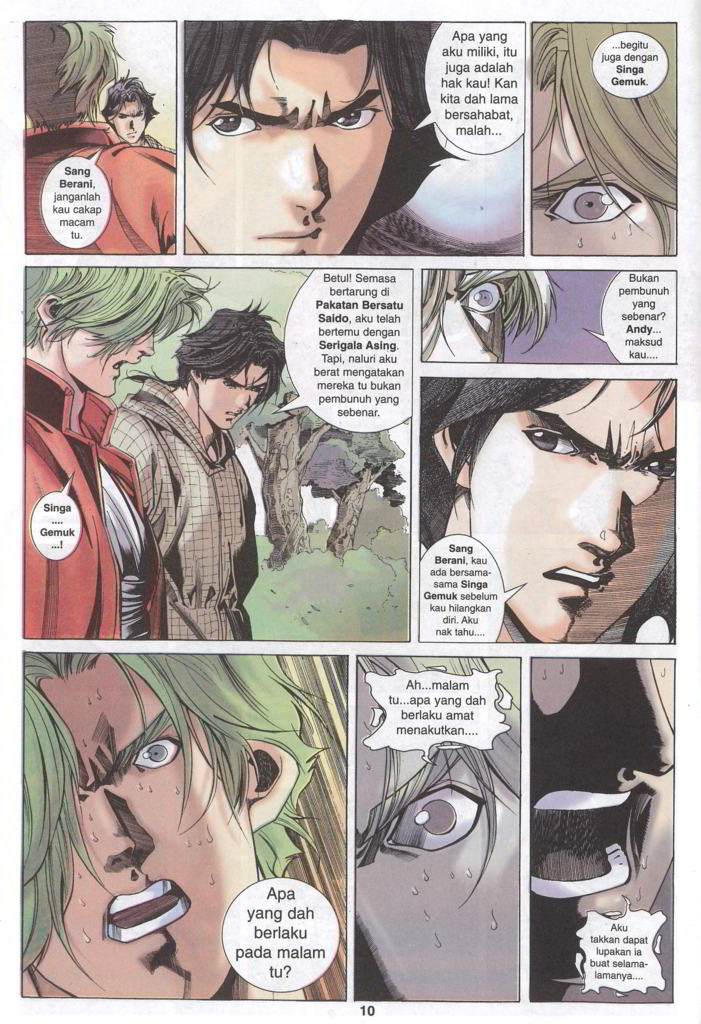 Sang
Berani,
janganlah
kau cakap
macam
tu.
Apa yang
aku miliki, itu
juga adalah
hak kau! Kan
kita dah lama
bersahabat,
malah...
...begitu
juga dengan
Singa
Gemuk.
Singa
....
Gemuk
...!
Betul! Semasa
bertarung di
Pakatan Bersatu
Saido, aku telah
bertemu dengan
Serigala Asing.
Tapi, naluri aku
berat mengatakan
mereka tu bukan
pembunuh yang
sebenar.
Bukan
pembunuh
yang
sebenar?
Andy...
maksud
kau....
Sang
Berani, kau
ada bersama-
sama Singa
Gemuk sebelum
kau hilangkan
diri. Aku
nak tahu....
Apa
yang dah
berlaku
pada malam
tu?
Ah...malam
tu...apa yang dah
berlaku amat
menakutkan....
Aku
takkan dapat
lupakan ia
buat selama-
lamanya....
10